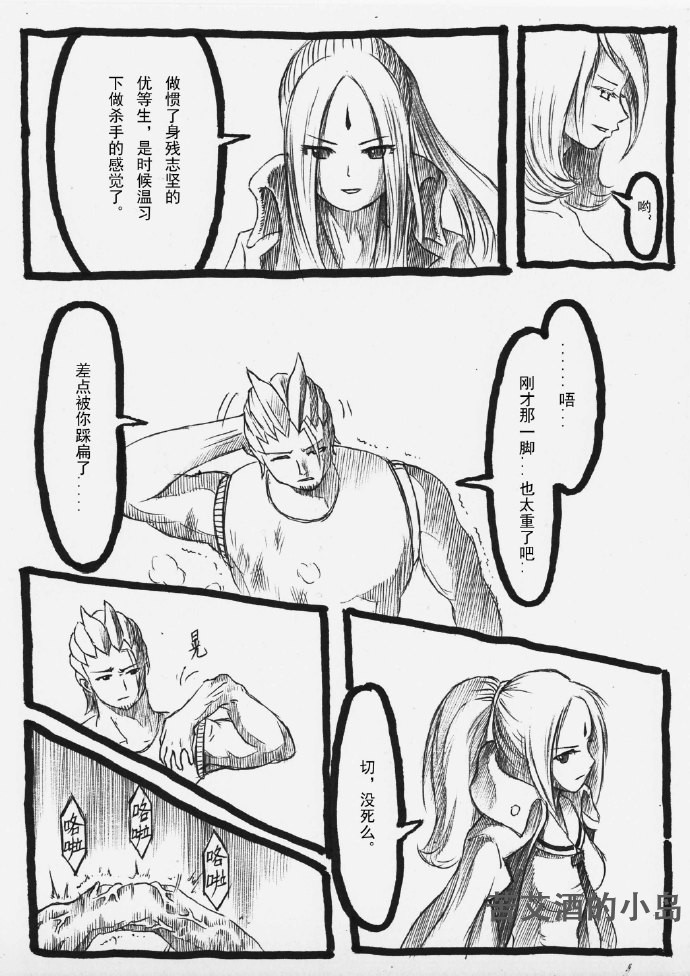 哟~
做惯了身残志坚的
优等生，是时候温习
下做杀手的感觉了。
......唔...
刚才那一脚...也太重了吧..
差点被你踩扁了.....
晃
切，没死么。
咯啦
咯啦
咯啦
艾酒的小岛